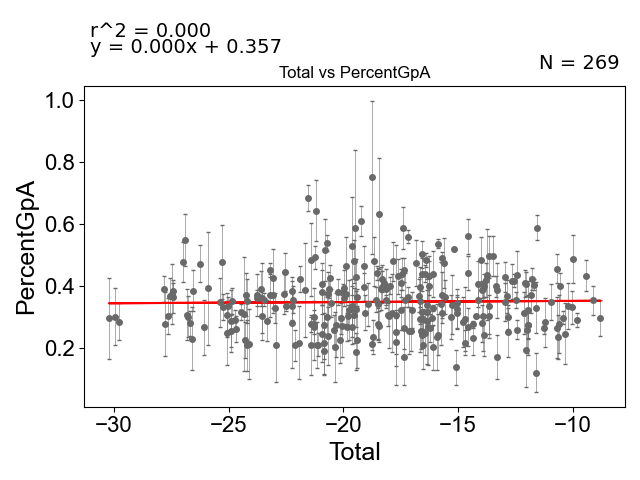 r^2 = 0.000
y = 0.000x + 0.357
N = 269
Total vs PercentGpA
PercentGpA
1.0
0.8
0.6
0.4
0.2
−30
−25
−20
−15
−10
Total